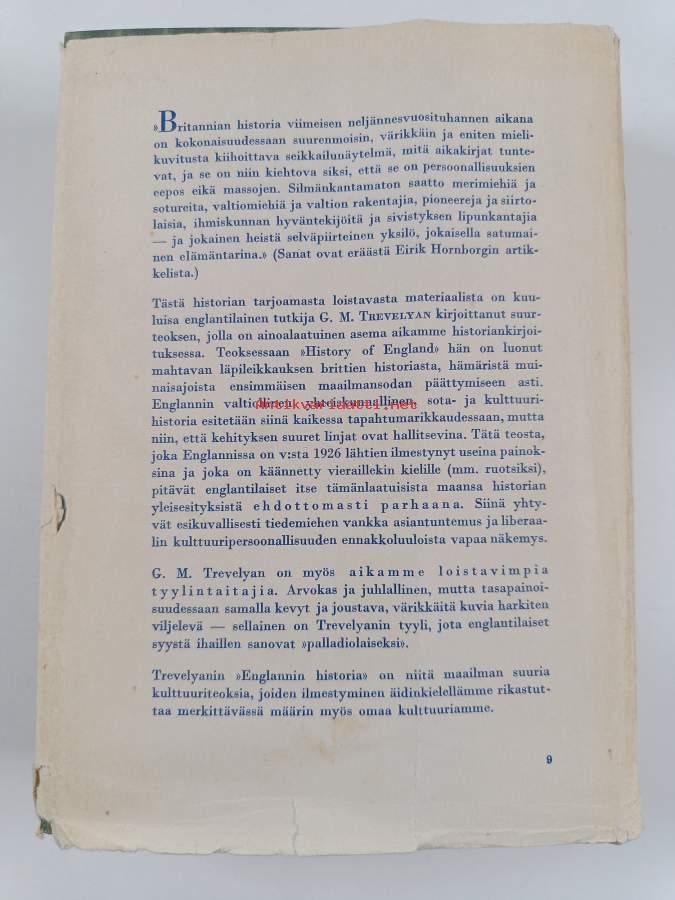 »Britannian historia viimeisen neljännesvuosituhannen aikana
on kokonaisuudessaan suurenmoisin, värikkäin ja eniten mieli-
kuvitusta kiihoittava seikkailunäytelmä, mitä aikakirjat tunte-
vat, ja se on niin kiehtova siksi, että se on persoonallisuuksien
eepos eikä massojen. Silmänkantamaton saatto merimiehiä ja
sotureita, valtiomiehiä ja valtion rakentajia, pioneereja ja siirto-
laisia, ihmiskunnan hyväntekijöitä ja sivistyksen lipunkantajia
— ja jokainen heistä selväpiirteinen yksilö, jokaisella satumai-
nen elämäntarina.» (Sanat ovat eräästä Eirik Hornborgin artik-
kelista.)
Tästä historian tarjoamasta loistavasta materiaalista on kuu-
luisa englantilainen tutkija G. M. TREVELYAN kirjoittanut suur-
teoksen, jolla on ainoalaatuinen asema aikamme historiankirjoi-
tuksessa. Teoksessaan »History of England» hän on luonut
mahtavan läpileikkauksen brittien historiasta, hämäristä mui-
naisajoista ensimmäisen maailmansodan päättymiseen asti.
Englannin valtiollinen, yhteiskunnallinen, sota- ja kulttuuri-
Antikvariaatti.net
historia esitetään siinä kaikessa tapahtumarikkaudessaan, mutta
niin, että kehityksen suuret linjat ovat hallitsevina. Tätä teosta,
joka Englannissa on v:sta 1926 lähtien ilmestynyt useina painok-
sina ja joka on käännetty vieraillekin kielille (mm. ruotsiksi),
pitävät englantilaiset itse tämänlaatuisista maansa historian
yleisesityksistä ehdottomasti parhaana. Siinä yhty-
vät esikuvallisesti tiedemiehen vankka asiantuntemus ja liberaa-
lin kulttuuripersoonallisuuden ennakkoluuloista vapaa näkemys.
G. M. Trevelyan on myös aikamme loistavimpia
tyylintaitajia. Arvokas ja juhlallinen, mutta tasapainoi-
suudessaan samalla kevyt ja joustava, värikkäitä kuvia harkiten
viljelevä — sellainen on Trevelyanin tyyli, jota englantilaiset
syystä ihaillen sanovat »palladiolaiseksi».
Trevelyanin »Englannin historia» on niitä maailman suuria
kulttuuriteoksia, joiden ilmestyminen äidinkielellämme rikastut-
taa merkittävässä määrin myös omaa kulttuuriamme.
9